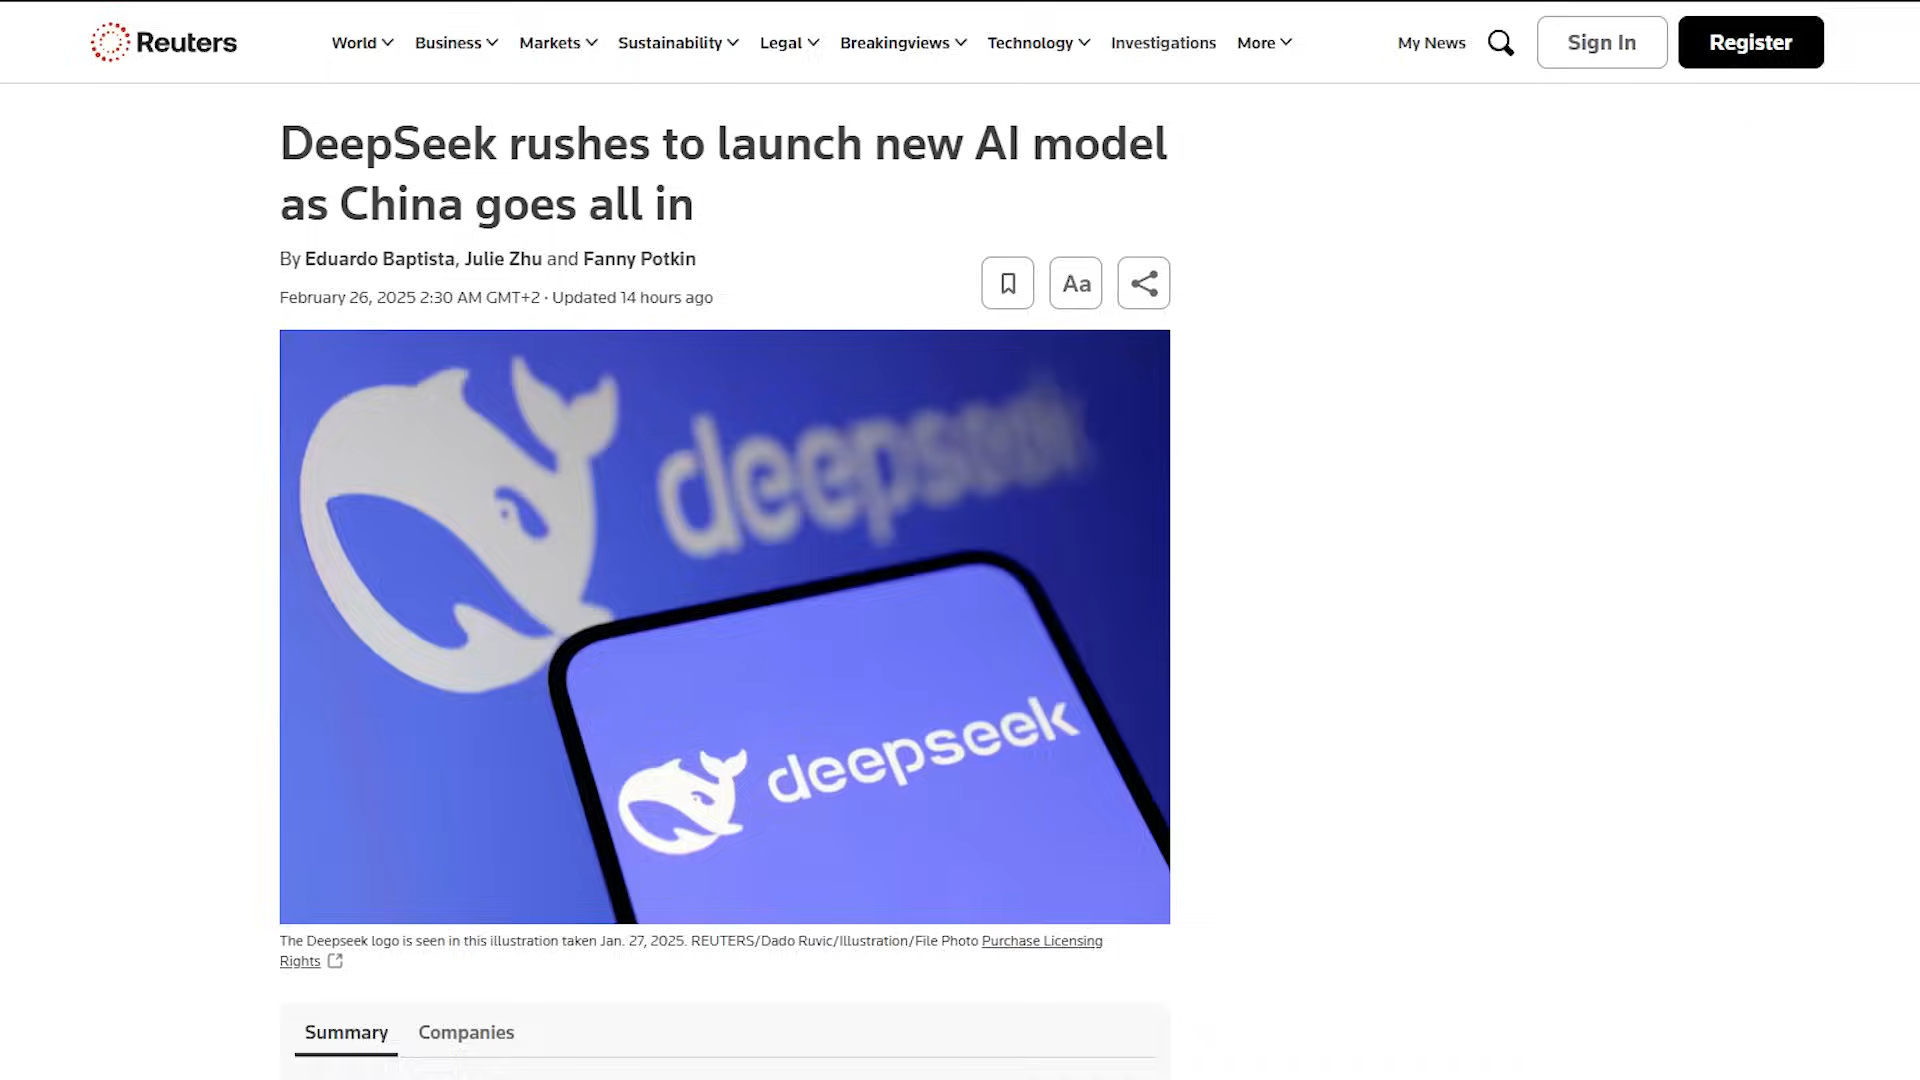 Reuters
World
Business
Markets
Sustainability
Legal
Breakingviews
Technology
Investigations
More
My News
Sign In
Register
DeepSeek rushes to launch new AI model
as China goes all in
By Eduardo Baptista, Julie Zhu and Fanny Potkin
February 26, 2025 2:30 AM GMT+2 · Updated 14 hours ago
Aa
deepseek
deepseek
The Deepseek logo is seen in this illustration taken Jan. 27, 2025. REUTERS/Dado Ruvic/Illustration/File Photo Purchase Licensing
Rights
Summary
Companies